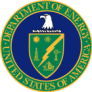 DEPARTMENT OF ENERGY
UNITED STATES OF AMERICA